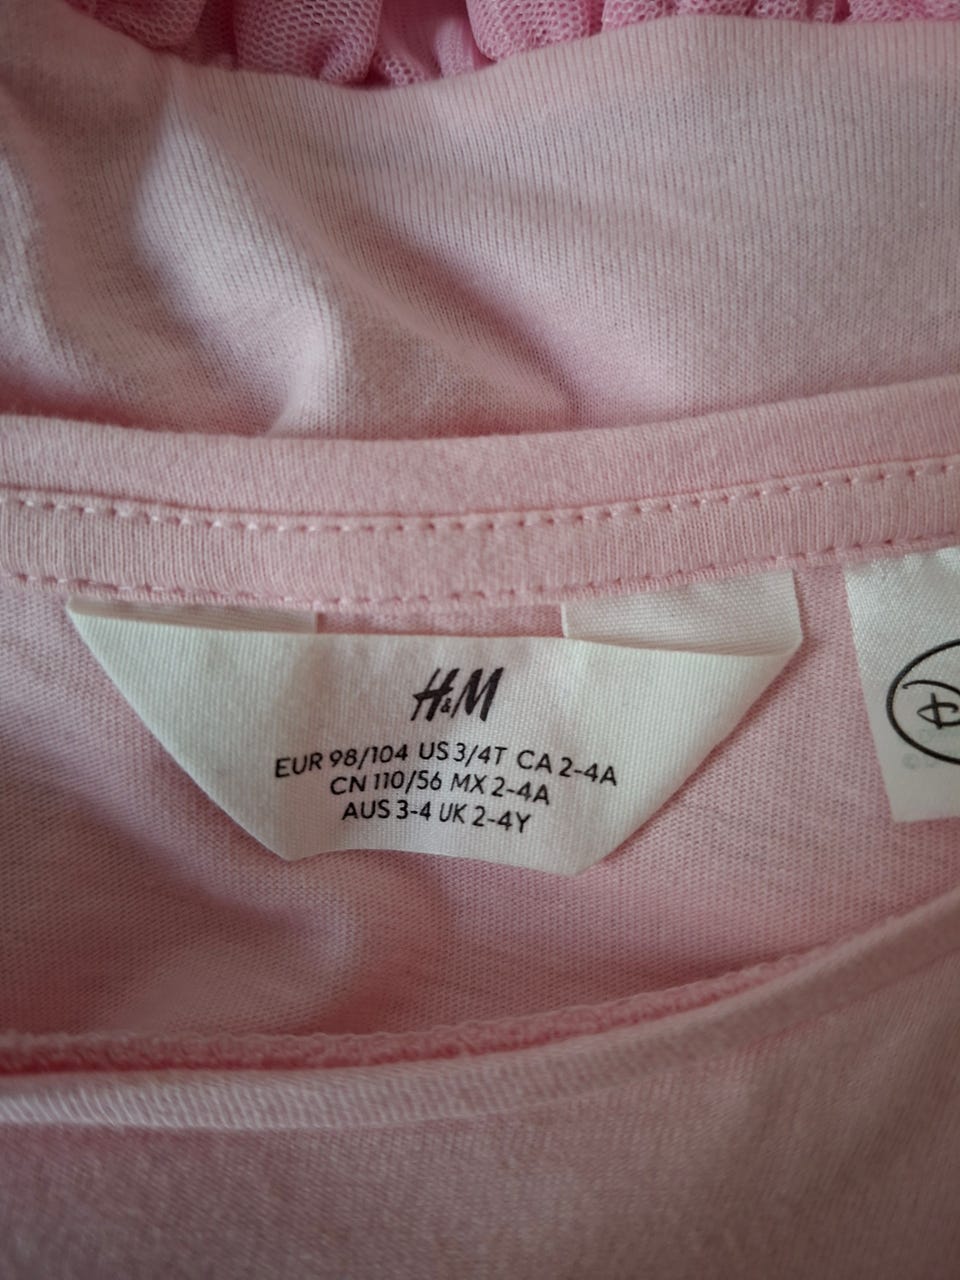 H&M
EUR 98/104 US 3/4T CA 2-4A
CN 110/56 MX 2-4A
AUS 3-4 UK 2-4Y
D